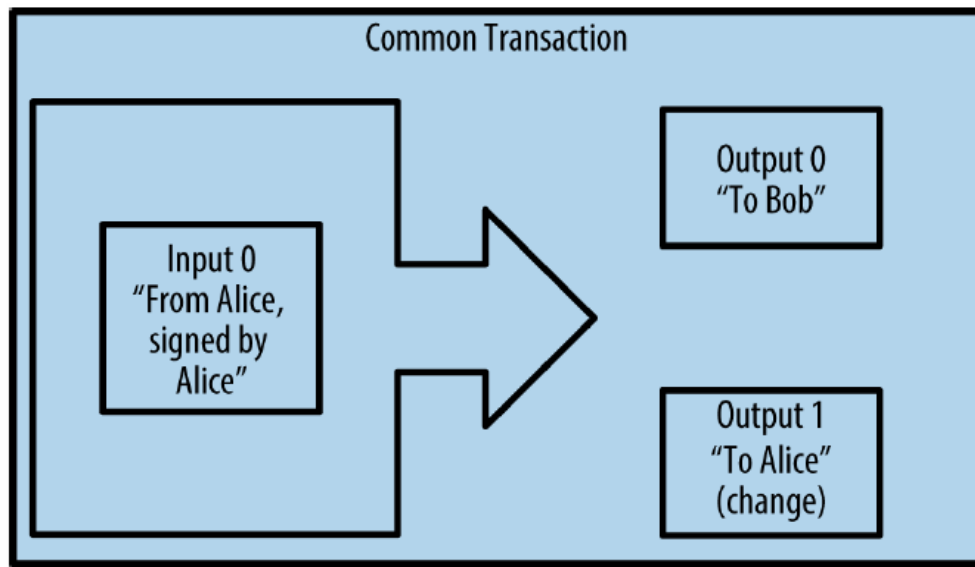 Common Transaction
Input 0
“From Alice,
signed by
Alice”
Output 0
“To Bob”
Output 1
“To Alice”
(change)